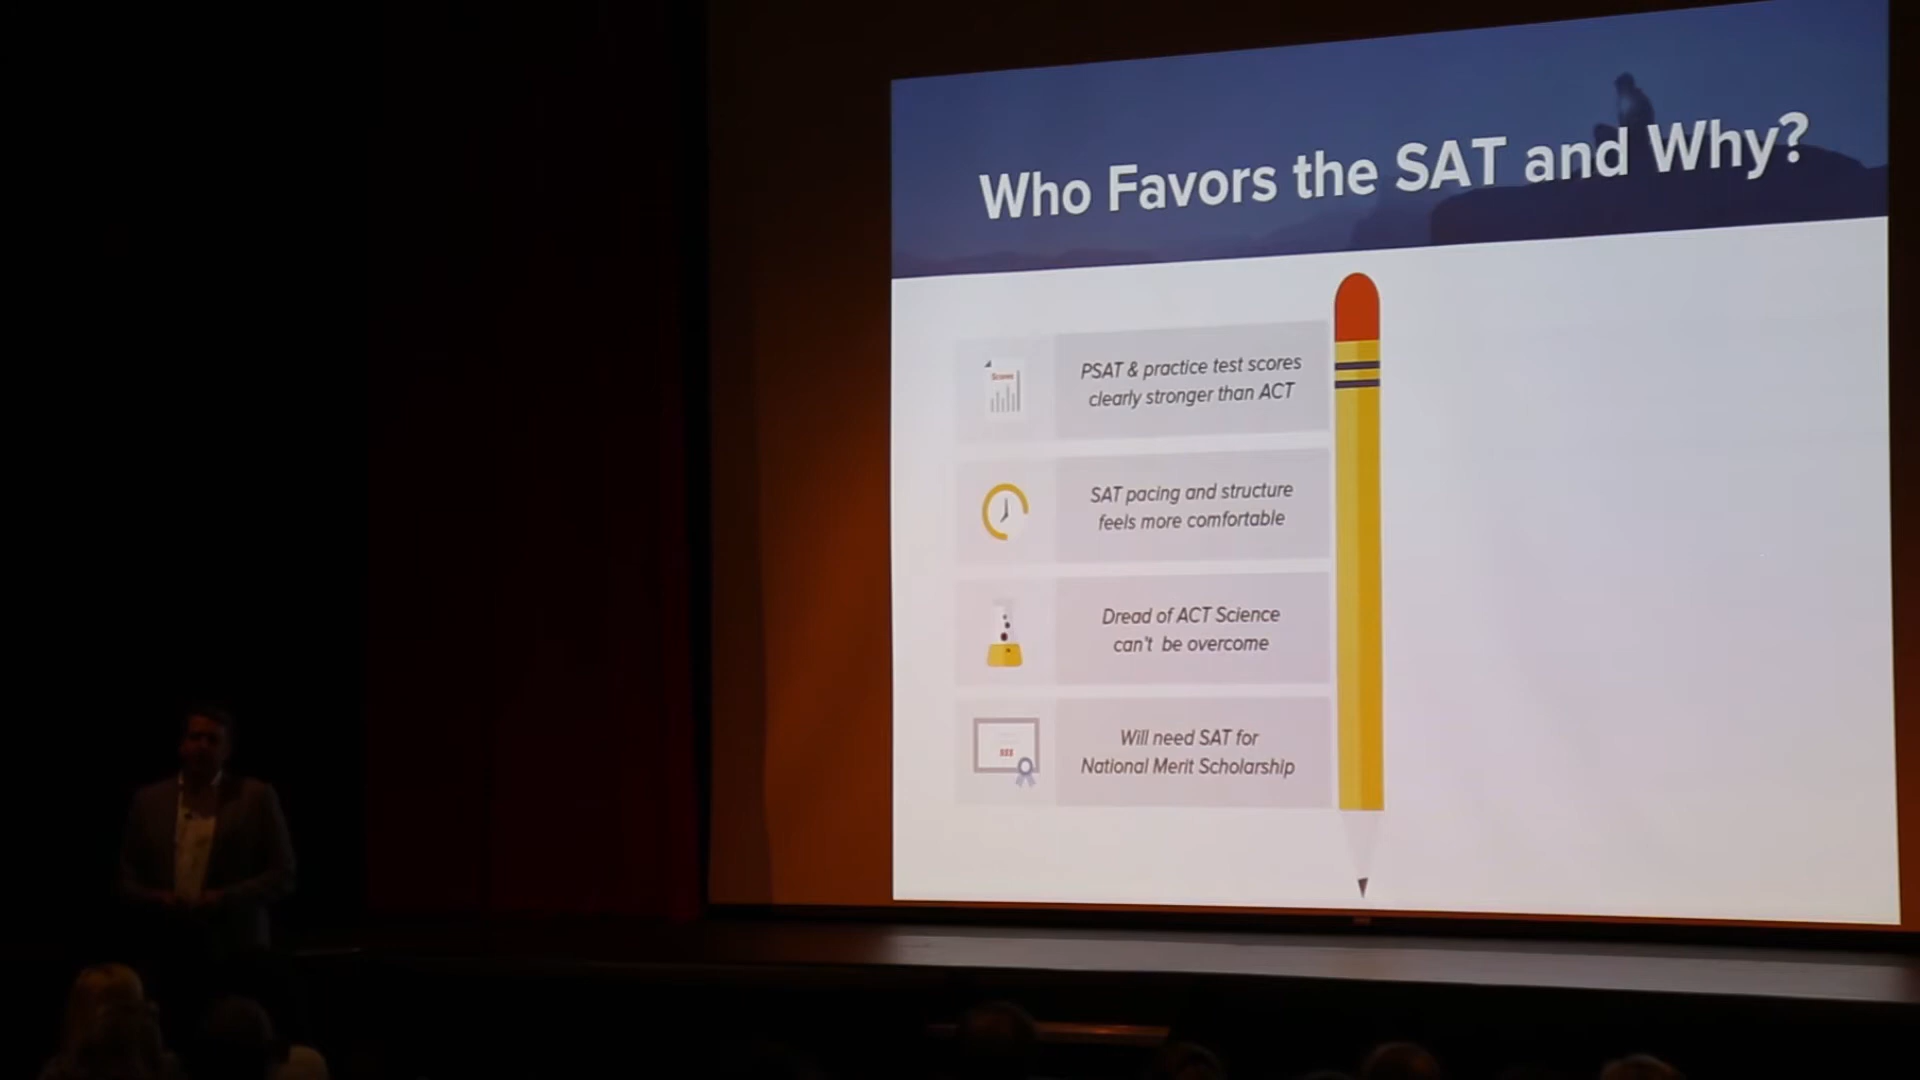 Who Favors the SAT and Why?
Scores
PSAT & practice test scores
clearly stronger than ACT
SAT pacing and structure
feels more comfortable
Dread of ACT Science
can't be overcome
$$$
Will need SAT for
National Merit Scholarship